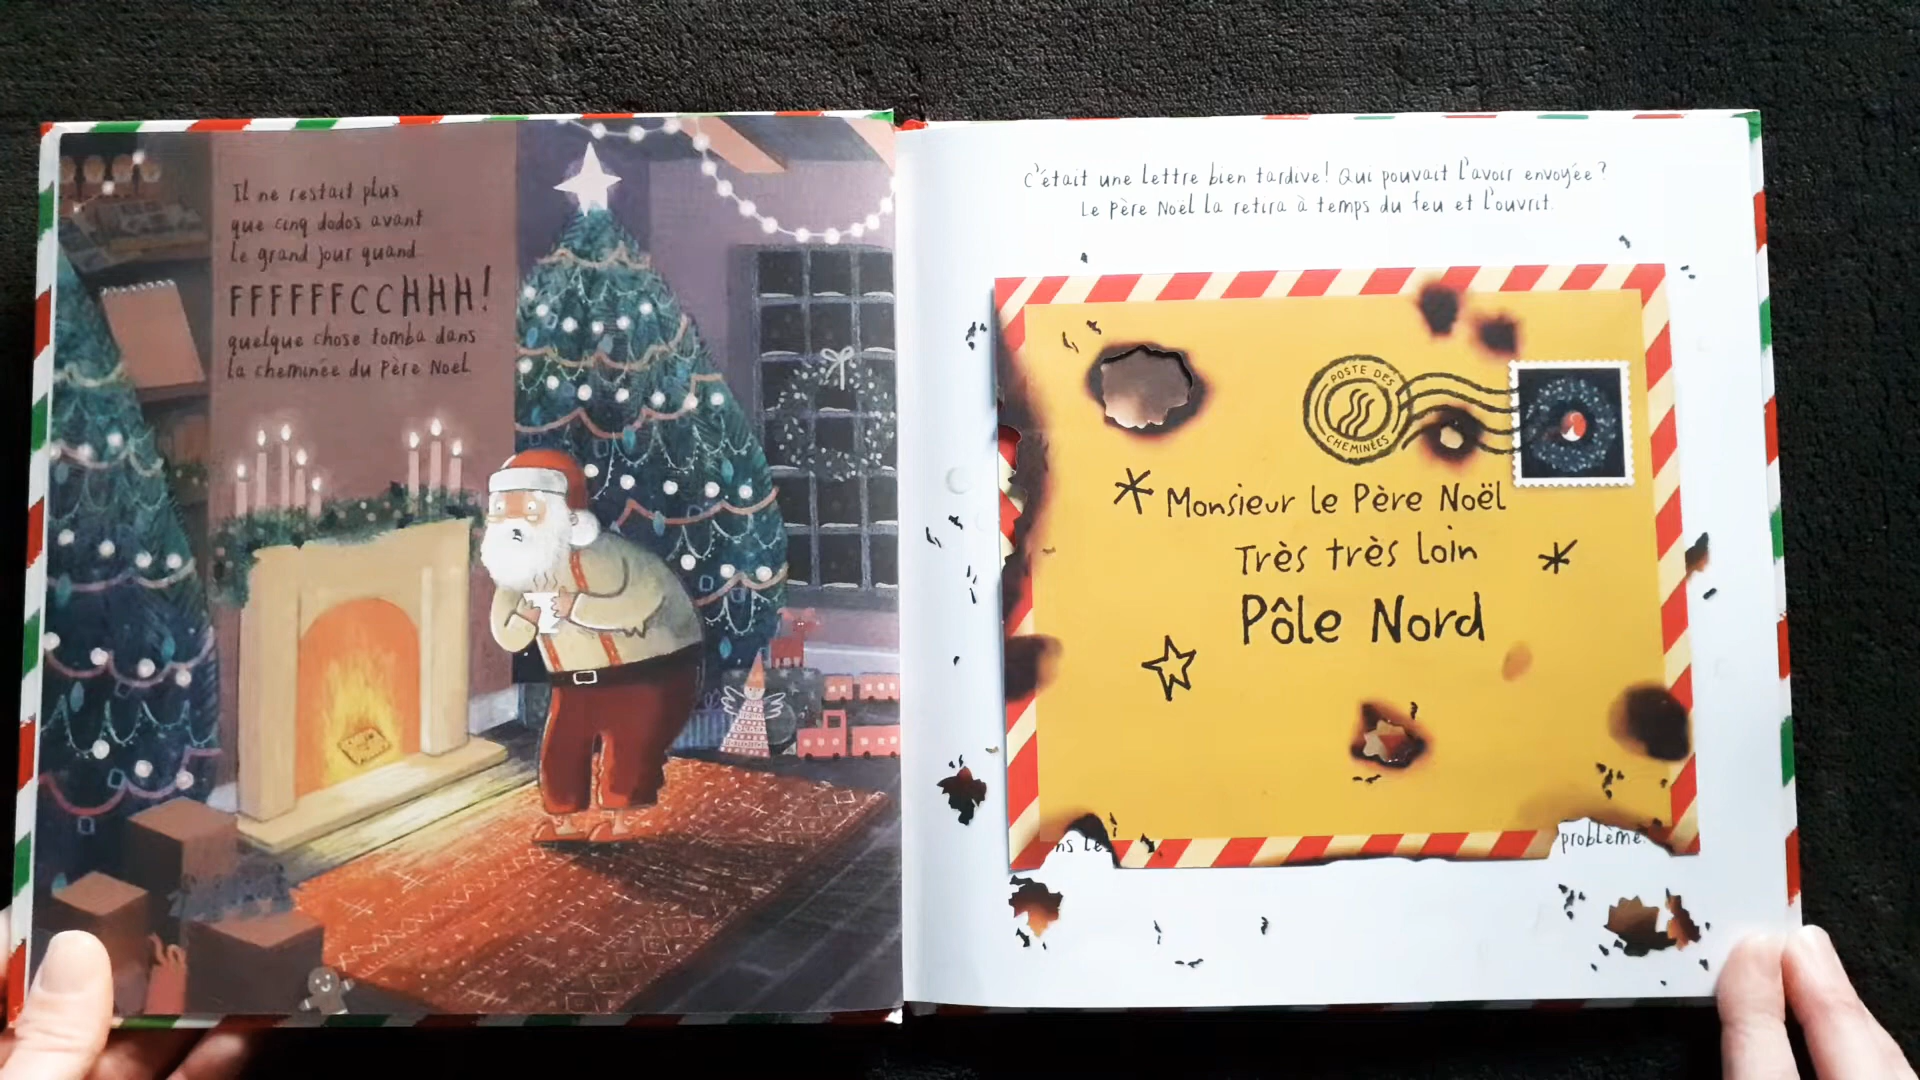 Il ne restait plus
que cinq dodos avant
le grand jour quand
FFFFFFCCHHH!
quelque chose tomba dans
la cheminée du Père Noël.
C'était une lettre bien tardive! Qui pouvait l'avoir envoyée?
Le Père Noël la retira à temps du feu et l'ouvrit.
POSTE DES
CHEMINÉES
Monsieur le Père Noël
Très très loin
Pôle Nord
problème.